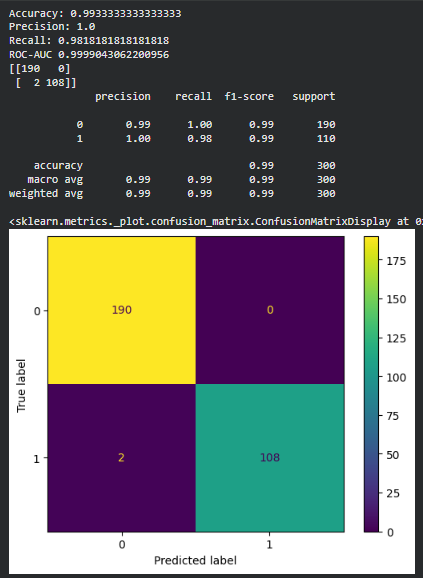 Accuracy: 0.9933333333333333
Precision: 1.0
Recall: 0.9818181818181818
ROC-AUC 0.9999043062200956
[[190   0]
 [  2 108]]
              precision    recall  f1-score   support

           0       0.99      1.00      0.99       190
           1       1.00      0.98      0.99       110

    accuracy                           0.99       300
   macro avg       0.99      0.99      0.99       300
weighted avg       0.99      0.99      0.99       300

<sklearn.metrics._plot.confusion_matrix.ConfusionMatrixDisplay at 0
190 0
2 108
0
1
True label
0 1
Predicted label
175
150
125
100
75
50
25
0